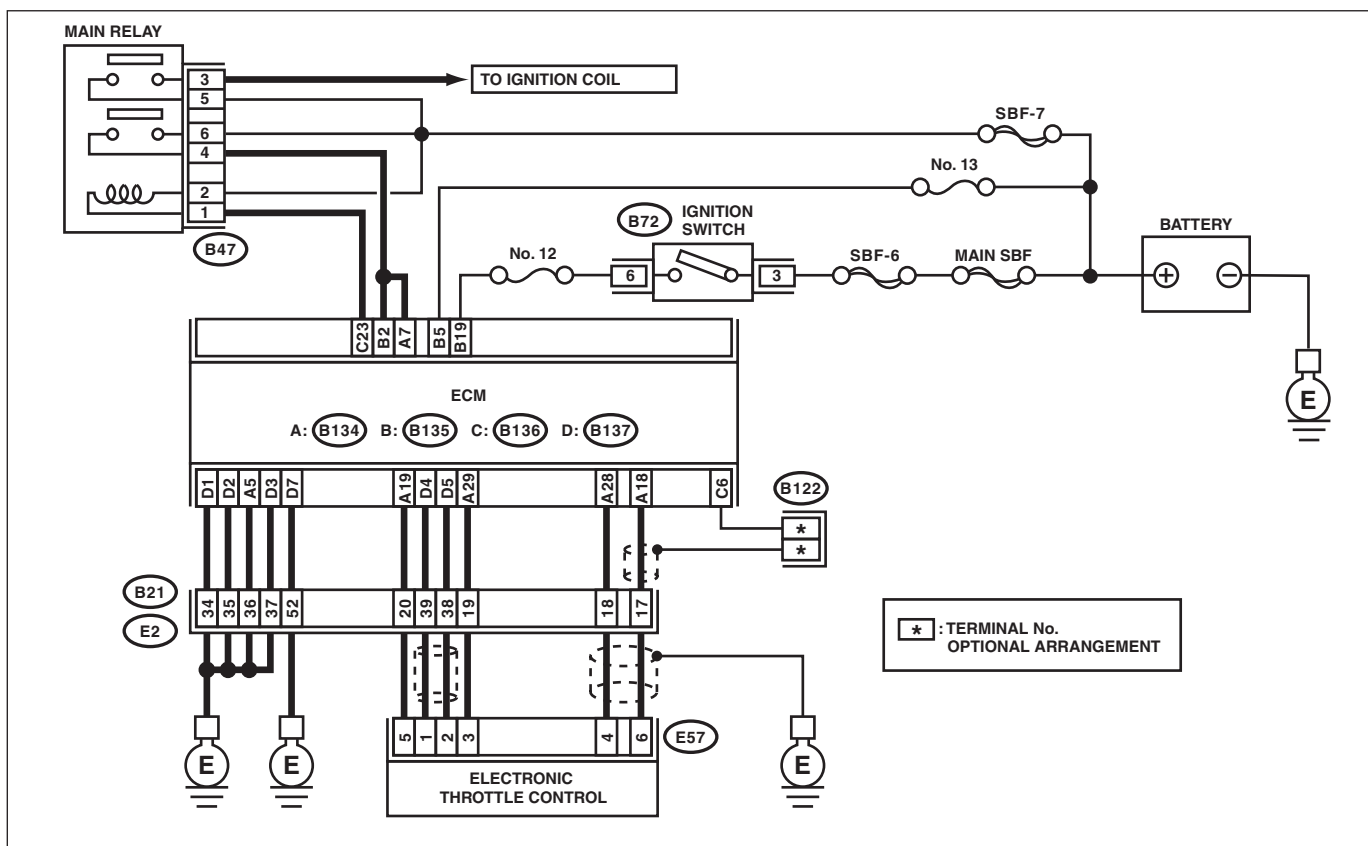 MAIN RELAY
3
5
6
4
2
1
B47
TO IGNITION COIL
SBF-7
No. 13
B72
IGNITION
SWITCH
No. 12
6
3
SBF-6
MAIN SBF
BATTERY
E
C23
B2
A7
B5
B19
ECM
A: B134 B: B135 C: B136 D: B137
D1
D2
A5
D3
D7
A19
D4
D5
A29
A28
A18
C6
B122
*
*
B21
E2
34
35
36
37
52
20
39
38
19
18
17
* : TERMINAL No.
OPTIONAL ARRANGEMENT
E
E
5
1
2
3
4
6
E57
E
ELECTRONIC
THROTTLE CONTROL